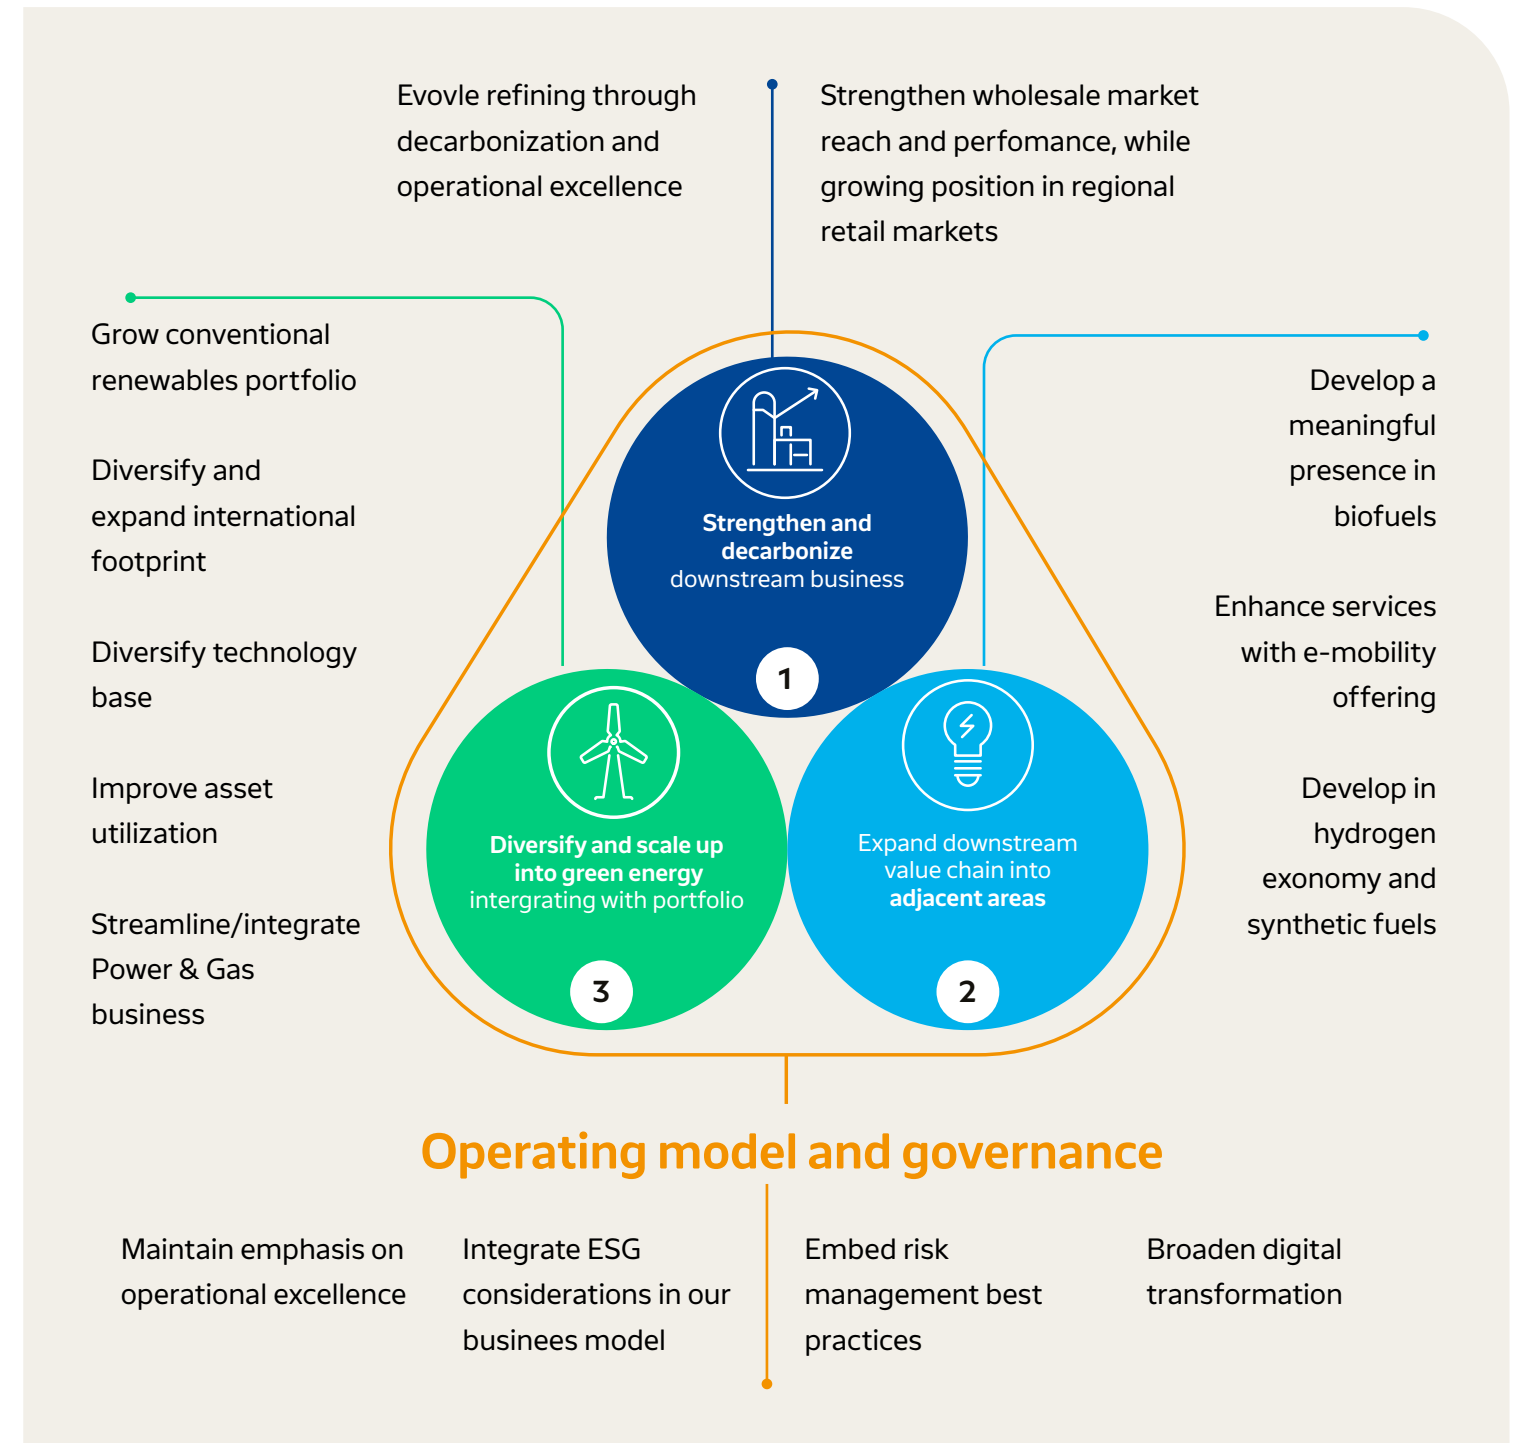 Evovle refining through
decarbonization and
operational excellence
Strengthen wholesale market
reach and perfomance, while
growing position in regional
retail markets
Grow conventional
renewables portfolio
Diversify and
expand international
footprint
Diversify technology
base
Improve asset
utilization
Streamline/integrate
Power & Gas
business
Develop a
meaningful
presence in
biofuels
Enhance services
with e-mobility
offering
Develop in
hydrogen
exonomy and
synthetic fuels
Strengthen and
decarbonize
downstream business
1
Diversify and scale up
into green energy
intergrating with portfolio
3
Expand downstream
value chain into
adjacent areas
2
Operating model and governance
Maintain emphasis on
operational excellence
Integrate ESG
considerations in our
businees model
Embed risk
management best
practices
Broaden digital
transformation